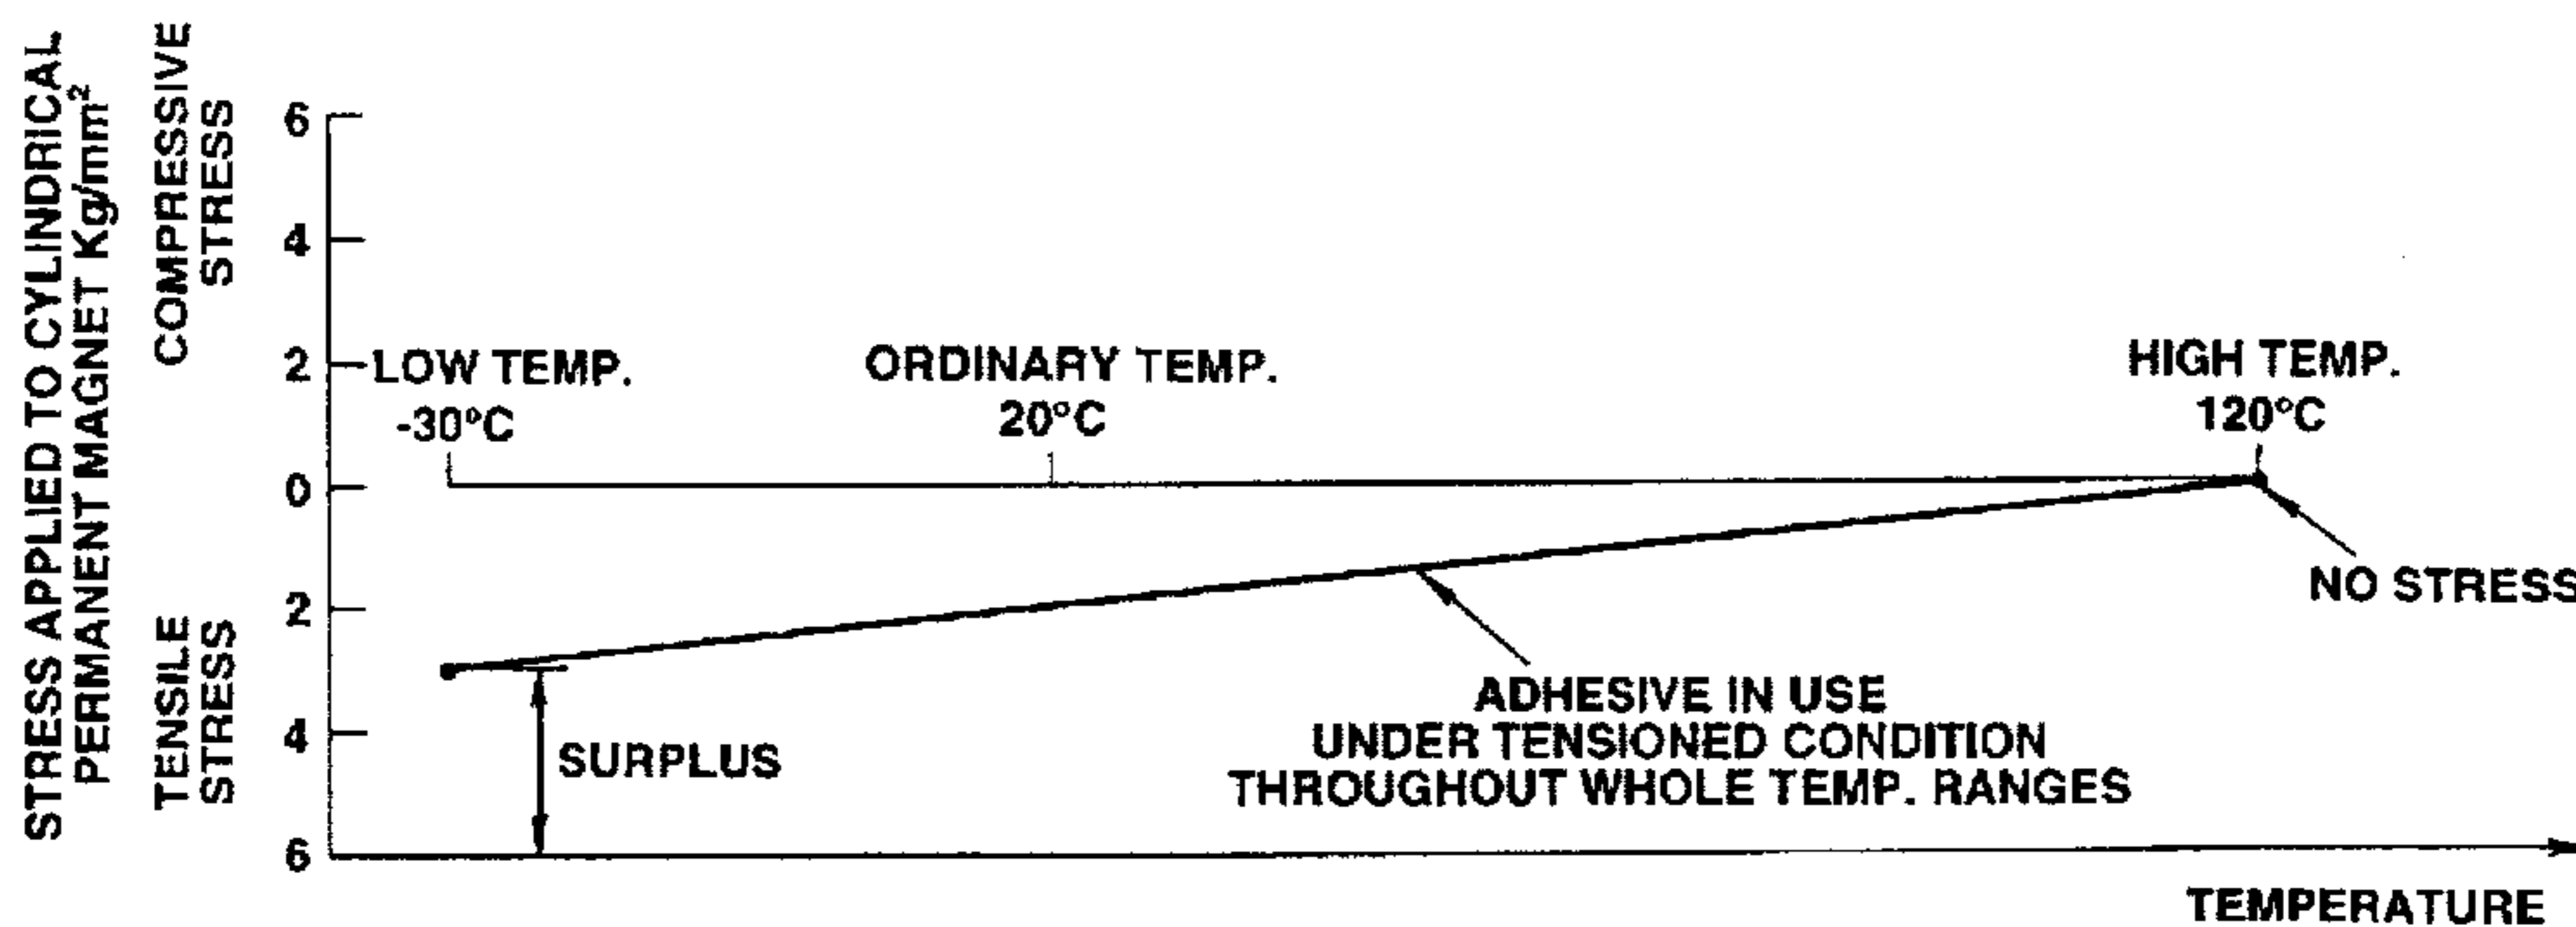 STRESS APPLIED TO CYLINDRICAL
PERMANENT MAGNET Kg/mm²
COMPRESSIVE
STRESS
TENSILE
STRESS
6
4
2
0
2
4
6
LOW TEMP.
-30°C
ORDINARY TEMP.
20°C
HIGH TEMP.
120°C
NO STRESS
ADHESIVE IN USE
UNDER TENSIONED CONDITION
THROUGHOUT WHOLE TEMP. RANGES
SURPLUS
TEMPERATURE